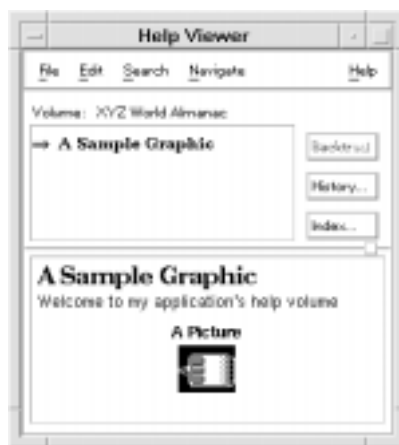 Help Viewer
File Edit Search Navigate Help
Volume: XYZ World Almanac
→ A Sample Graphic
Backtrack
History...
Index...
A Sample Graphic
Welcome to my application's help volume
A Picture